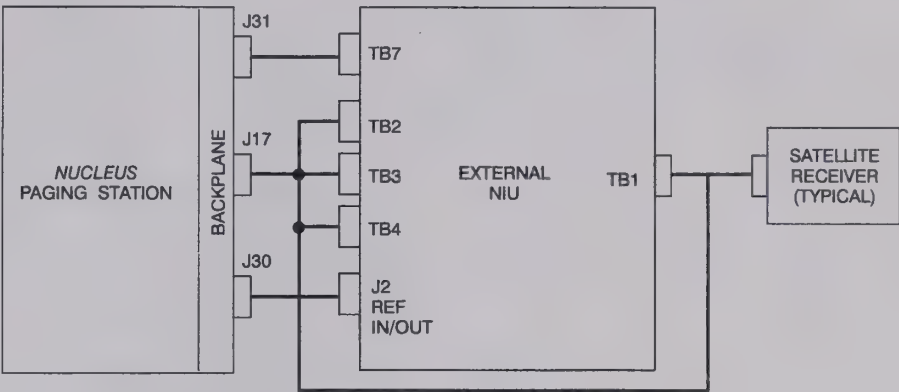 J31
TB7
TB2
J17
TB3
TB4
BACKPLANE
NUCLEUS
PAGING STATION
EXTERNAL
NIU
TB1
SATELLITE
RECEIVER
(TYPICAL)
J30
J2
REF
IN/OUT